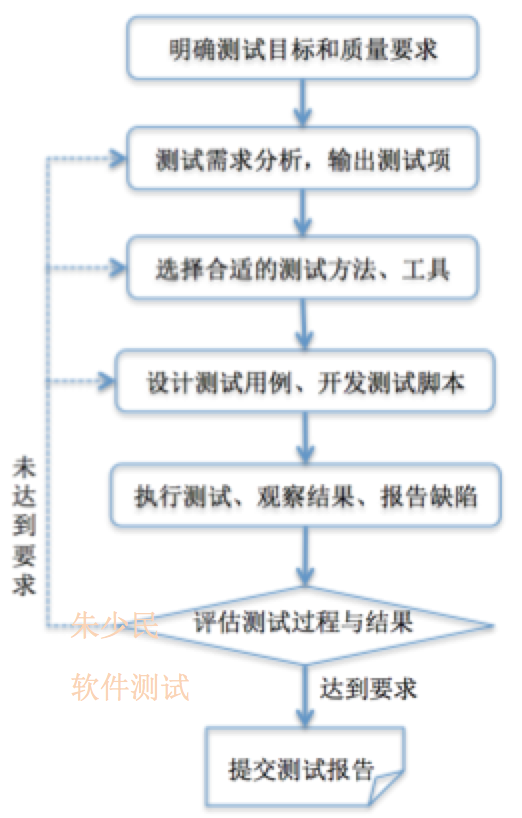 明确测试目标和质量要求
测试需求分析，输出测试项
选择合适的测试方法、工具
设计测试用例、开发测试脚本
执行测试、观察结果、报告缺陷
未达到要求
评估测试过程与结果
朱少民
软件测试
达到要求
提交测试报告